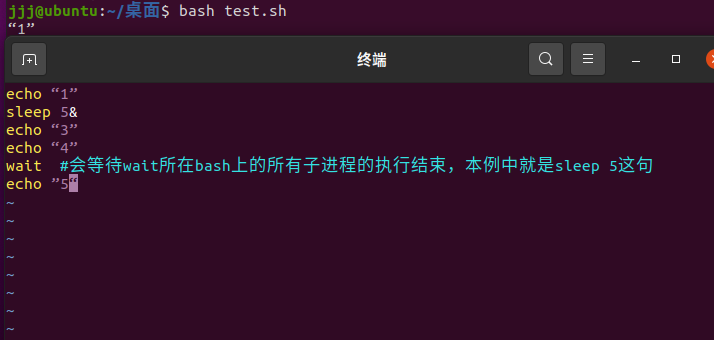 jjj@ubuntu:~/桌面$ bash test.sh
“1”
终端
echo “1”
sleep 5&
echo “3”
echo “4”
wait  #会等待wait所在bash上的所有子进程的执行结束，本例中就是sleep 5这句
echo ”5“
~
~
~
~
~
~
~
~